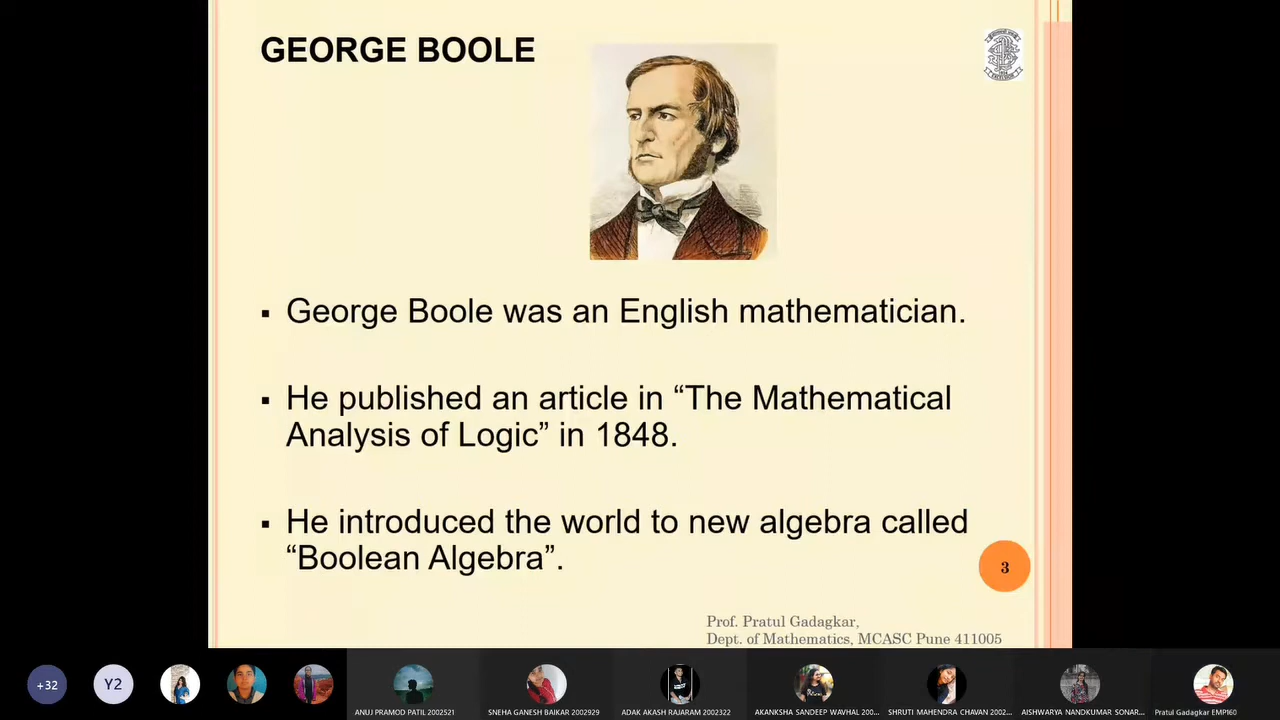 GEORGE BOOLE
▪ George Boole was an English mathematician.
▪ He published an article in “The Mathematical
Analysis of Logic” in 1848.
▪ He introduced the world to new algebra called
“Boolean Algebra”.
3
Prof. Pratul Gadagkar,
Dept. of Mathematics, MCASC Pune 411005
+32
Y2
ANUJ PRAMOD PATIL 2002521
SNEHA GANESH BAIKAR 2002929
ADAK AKASH RAJARAM 2002322
AKANKSHA SANDEEP WAVHAL 200...
SHRUTI MAHENDRA CHAVAN 2002...
AISHWARYA NANDKUMAR SONAR...
Pratul Gadagkar EMP160